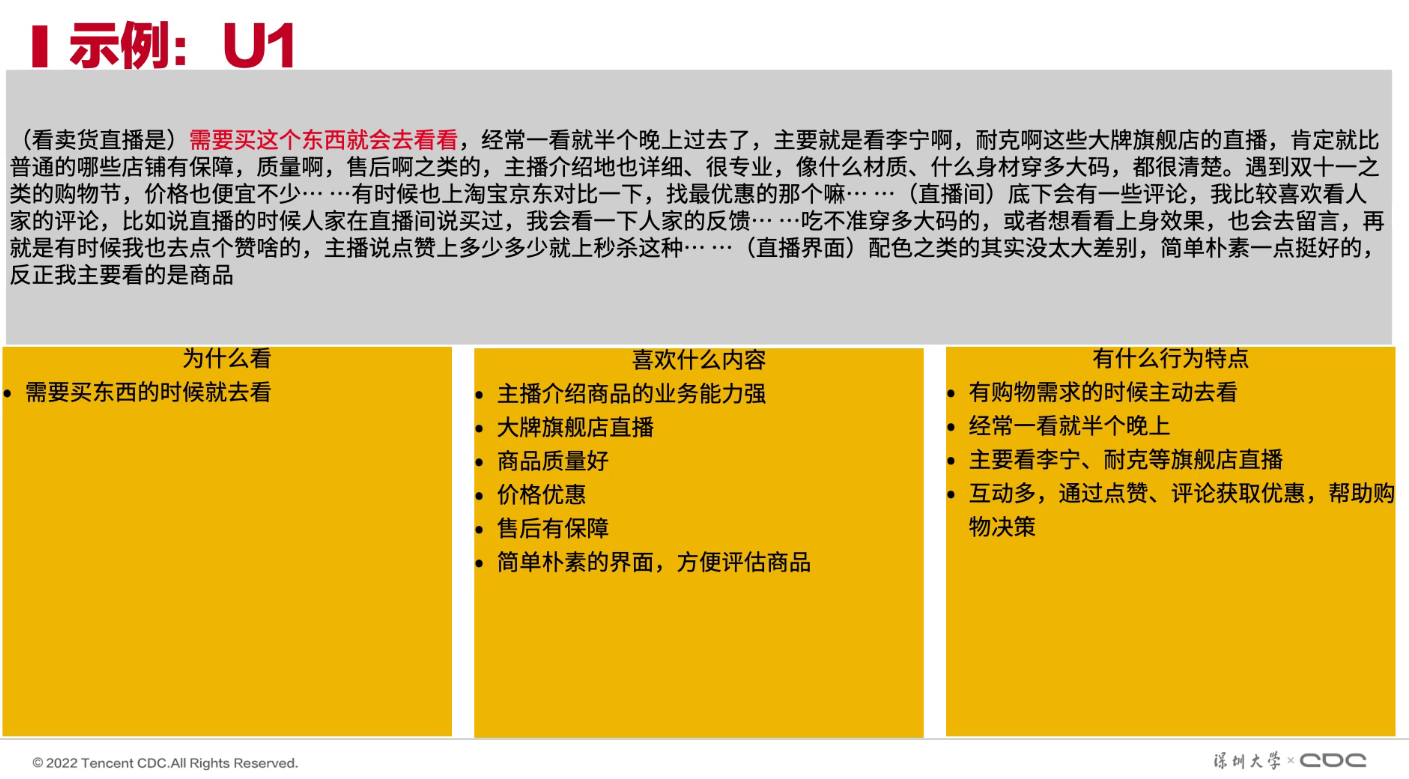 示例：U1
（看卖货直播是）需要买这个东西就会去看看，经常一看就半个晚上过去了，主要就是看李宁啊，耐克啊这些大牌旗舰店的直播，肯定就比
普通的哪些店铺有保障，质量啊，售后啊之类的，主播介绍地也详细、很专业，像什么材质、什么身材穿多大码，都很清楚。遇到双十一之
类的购物节，价格也便宜不少… …有时候也上淘宝京东对比一下，找最优惠的那个嘛… …（直播间）底下会有一些评论，我比较喜欢看人
家的评论，比如说直播的时候人家在直播间说买过，我会看一下人家的反馈… …吃不准穿多大码的，或者想看看上身效果，也会去留言，再
就是有时候我也去点个赞啥的，主播说点赞上多少多少就上秒杀这种… …（直播界面）配色之类的其实没太大差别，简单朴素一点挺好的，
反正我主要看的是商品
为什么看
• 需要买东西的时候就去看
喜欢什么内容
• 主播介绍商品的业务能力强
• 大牌旗舰店直播
• 商品质量好
• 价格优惠
• 售后有保障
• 简单朴素的界面，方便评估商品
有什么行为特点
• 有购物需求的时候主动去看
• 经常一看就半个晚上
• 主要看李宁、耐克等旗舰店直播
• 互动多，通过点赞、评论获取优惠，帮助购
物决策
© 2022 Tencent CDC.All Rights Reserved.
深圳大学 × CDC